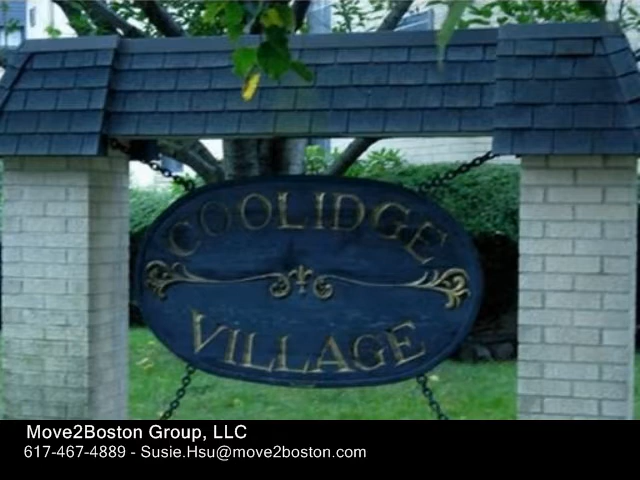 COOLIDGE
VILLAGE
Move2Boston Group, LLC
617-467-4889 - Susie.Hsu@move2boston.com